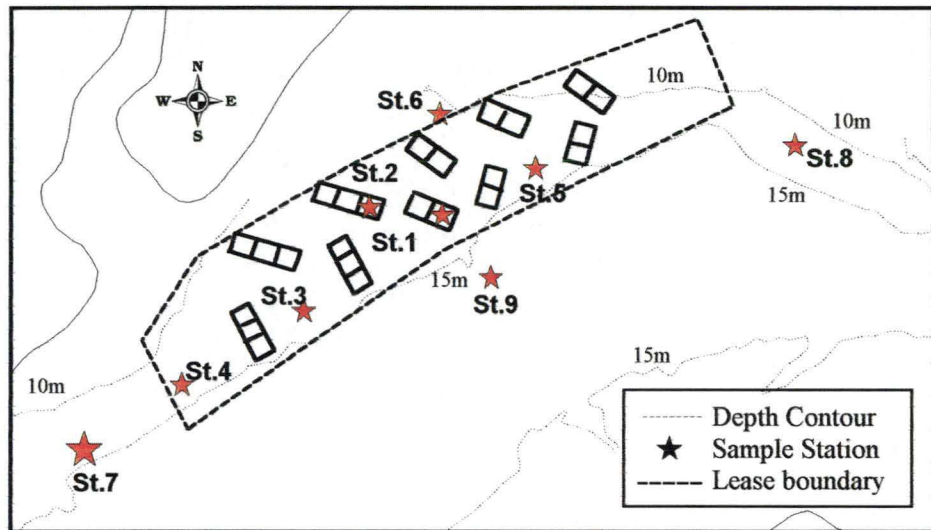 N
W E
S
10m
St.6
10m
St.8
15m
St.2
St.5
St.1
15m
St.9
St.3
15m
St.4
10m
St.7
Depth Contour
Sample Station
Lease boundary